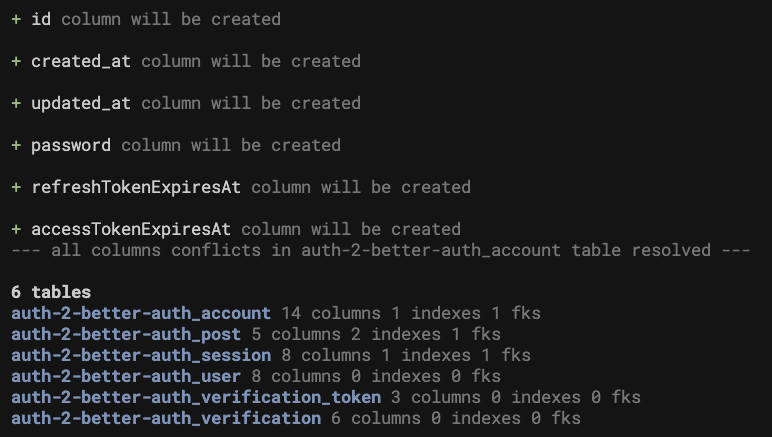 + id column will be created
+ created_at column will be created
+ updated_at column will be created
+ password column will be created
+ refreshTokenExpiresAt column will be created
+ accessTokenExpiresAt column will be created
--- all columns conflicts in auth-2-better-auth_account table resolved ---
6 tables
auth-2-better-auth_account 14 columns 1 indexes 1 fks
auth-2-better-auth_post 5 columns 2 indexes 1 fks
auth-2-better-auth_session 8 columns 1 indexes 1 fks
auth-2-better-auth_user 8 columns 0 indexes 0 fks
auth-2-better-auth_verification_token 3 columns 0 indexes 0 fks
auth-2-better-auth_verification 6 columns 0 indexes 0 fks